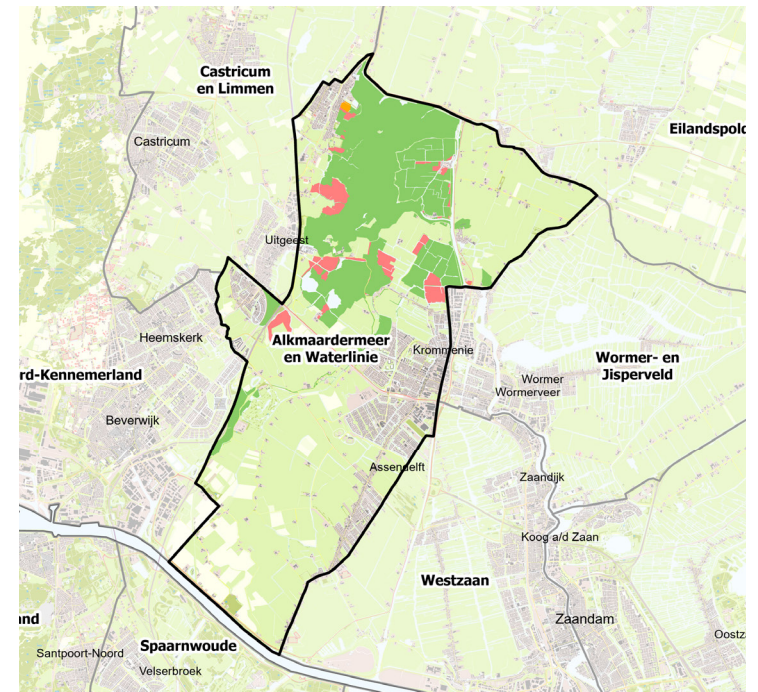 Castricum
en Limmen
Eilandspold
Castricum
Uitgeest
Heemskerk
Alkmaardermeer
en Waterlinie
Krommenie
Wormer- en
Jisperveld
rd-Kennemerland
Wormer
Wormerveer
Beverwijk
Assendelft
Zaandijk
Koog a/d Zaan
Westzaan
nd
Zaandam
Spaarnwoude
Oostz
Santpoort-Noord
Velserbroek